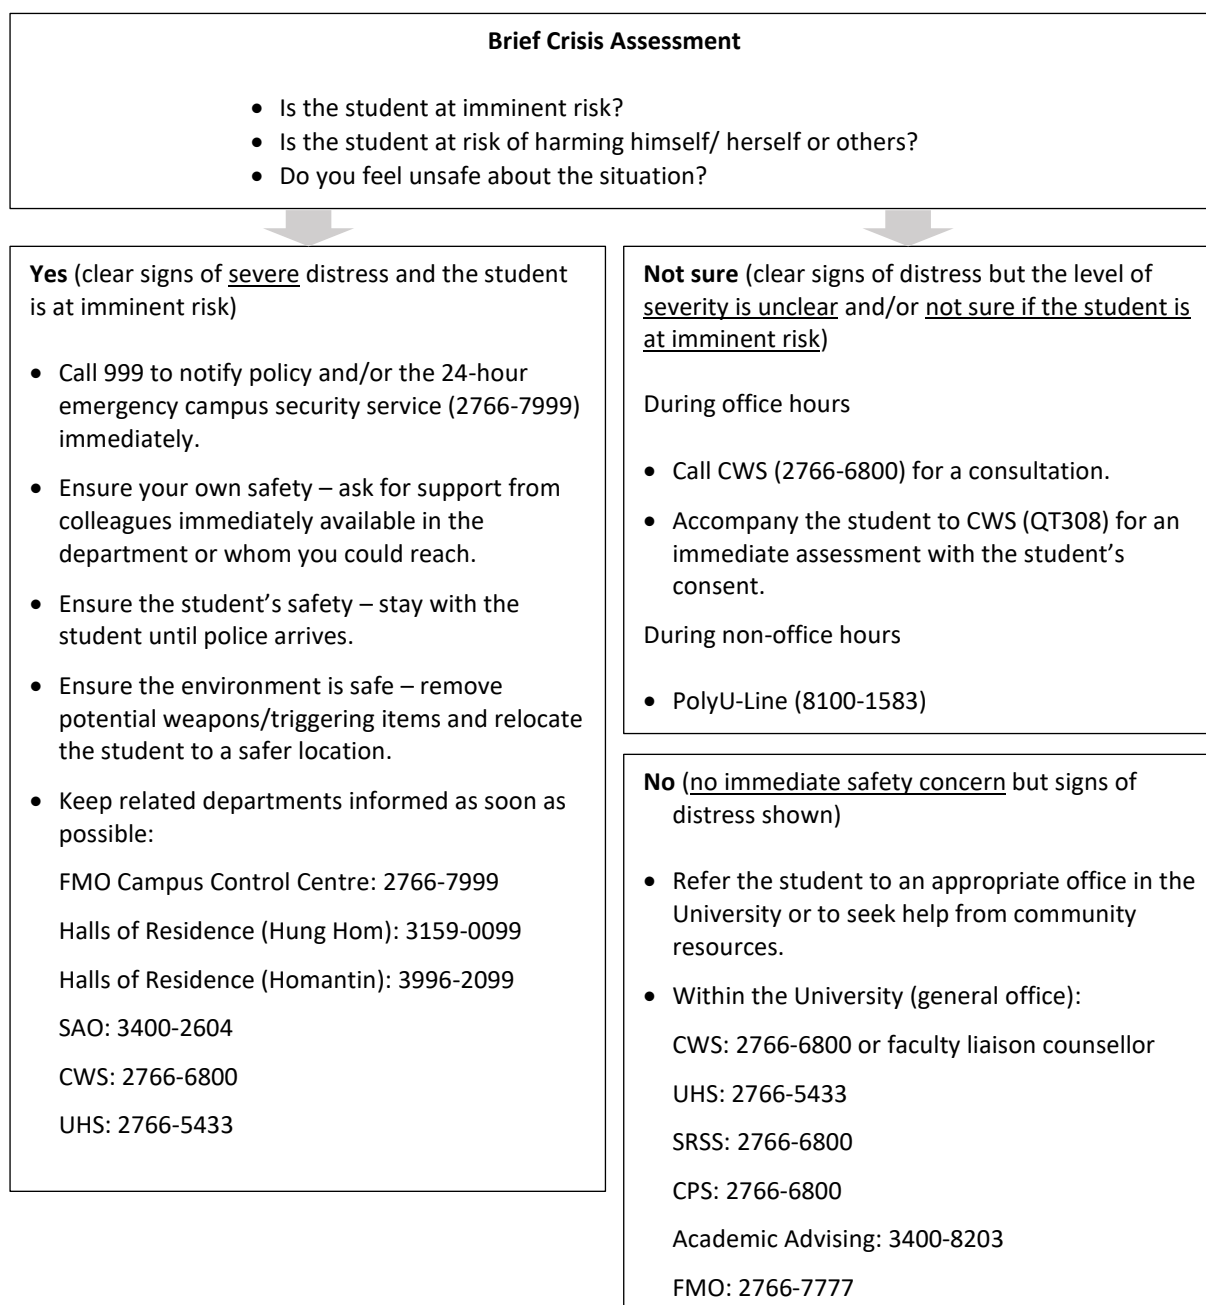 Brief Crisis Assessment
• Is the student at imminent risk?
• Is the student at risk of harming himself/ herself or others?
• Do you feel unsafe about the situation?
Yes (clear signs of severe distress and the student
is at imminent risk)
• Call 999 to notify policy and/or the 24-hour
emergency campus security service (2766-7999)
immediately.
• Ensure your own safety – ask for support from
colleagues immediately available in the
department or whom you could reach.
• Ensure the student’s safety – stay with the
student until police arrives.
• Ensure the environment is safe – remove
potential weapons/triggering items and relocate
the student to a safer location.
• Keep related departments informed as soon as
possible:
FMO Campus Control Centre: 2766-7999
Halls of Residence (Hung Hom): 3159-0099
Halls of Residence (Homantin): 3996-2099
SAO: 3400-2604
CWS: 2766-6800
UHS: 2766-5433
Not sure (clear signs of distress but the level of
severity is unclear and/or not sure if the student is
at imminent risk)
During office hours
• Call CWS (2766-6800) for a consultation.
• Accompany the student to CWS (QT308) for an
immediate assessment with the student’s
consent.
During non-office hours
• PolyU-Line (8100-1583)
No (no immediate safety concern but signs of
distress shown)
• Refer the student to an appropriate office in the
University or to seek help from community
resources.
• Within the University (general office):
CWS: 2766-6800 or faculty liaison counsellor
UHS: 2766-5433
SRSS: 2766-6800
CPS: 2766-6800
Academic Advising: 3400-8203
FMO: 2766-7777